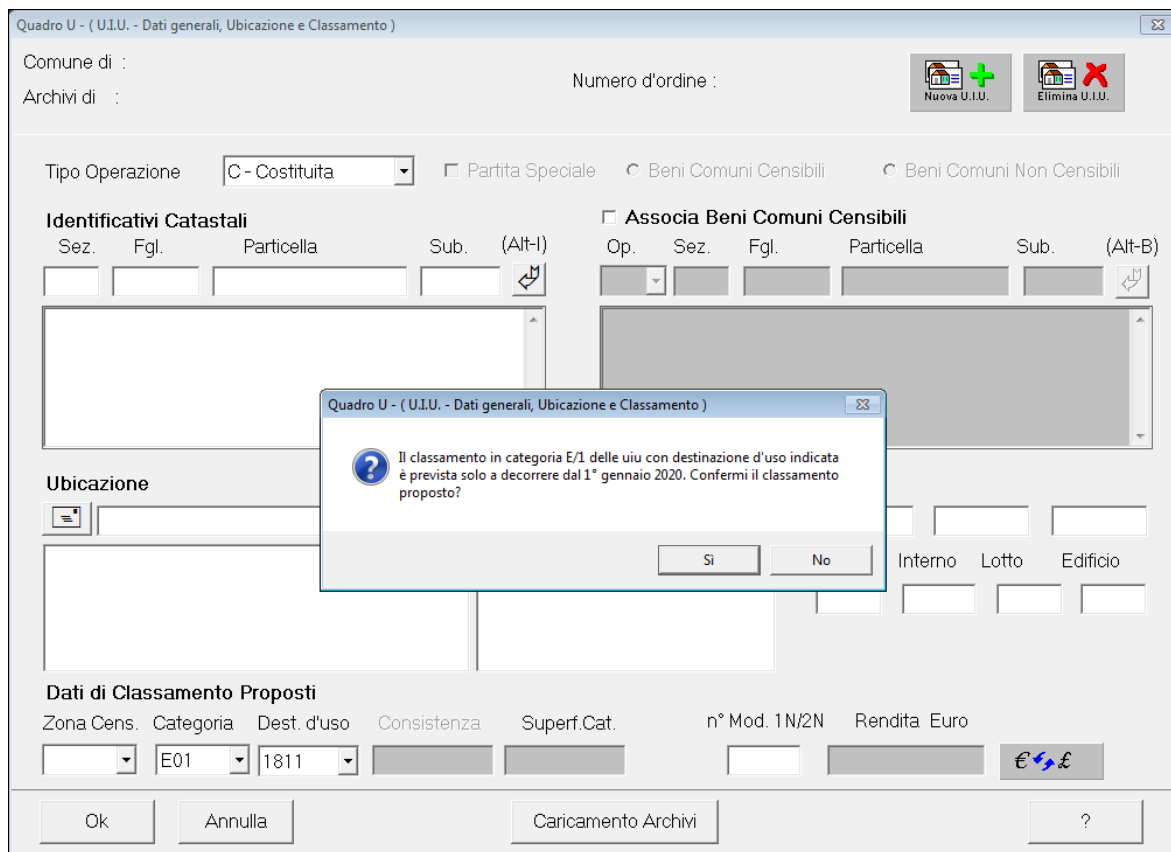 Quadro U - ( U.I.U. - Dati generali, Ubicazione e Classamento )
Comune di :
Archivi di :
Numero d'ordine :
Nuova U.I.U.
Elimina U.I.U.
Tipo Operazione
C - Costituita
Partita Speciale
Beni Comuni Censibili
Beni Comuni Non Censibili
Identificativi Catastali
Associa Beni Comuni Censibili
Sez. Fgl. Particella Sub. (Alt-I)
Op. Sez. Fgl. Particella Sub. (Alt-B)
Quadro U - ( U.I.U. - Dati generali, Ubicazione e Classamento )
Il classamento in categoria E/1 delle uiu con destinazione d'uso indicata
è prevista solo a decorrere dal 1° gennaio 2020. Confermi il classamento
proposto?
Sì
No
Ubicazione
Interno Lotto Edificio
Dati di Classamento Proposti
Zona Cens. Categoria Dest. d'uso Consistenza Superf.Cat. n° Mod. 1N/2N Rendita Euro
E01 1811
€ £
Ok
Annulla
Caricamento Archivi
?